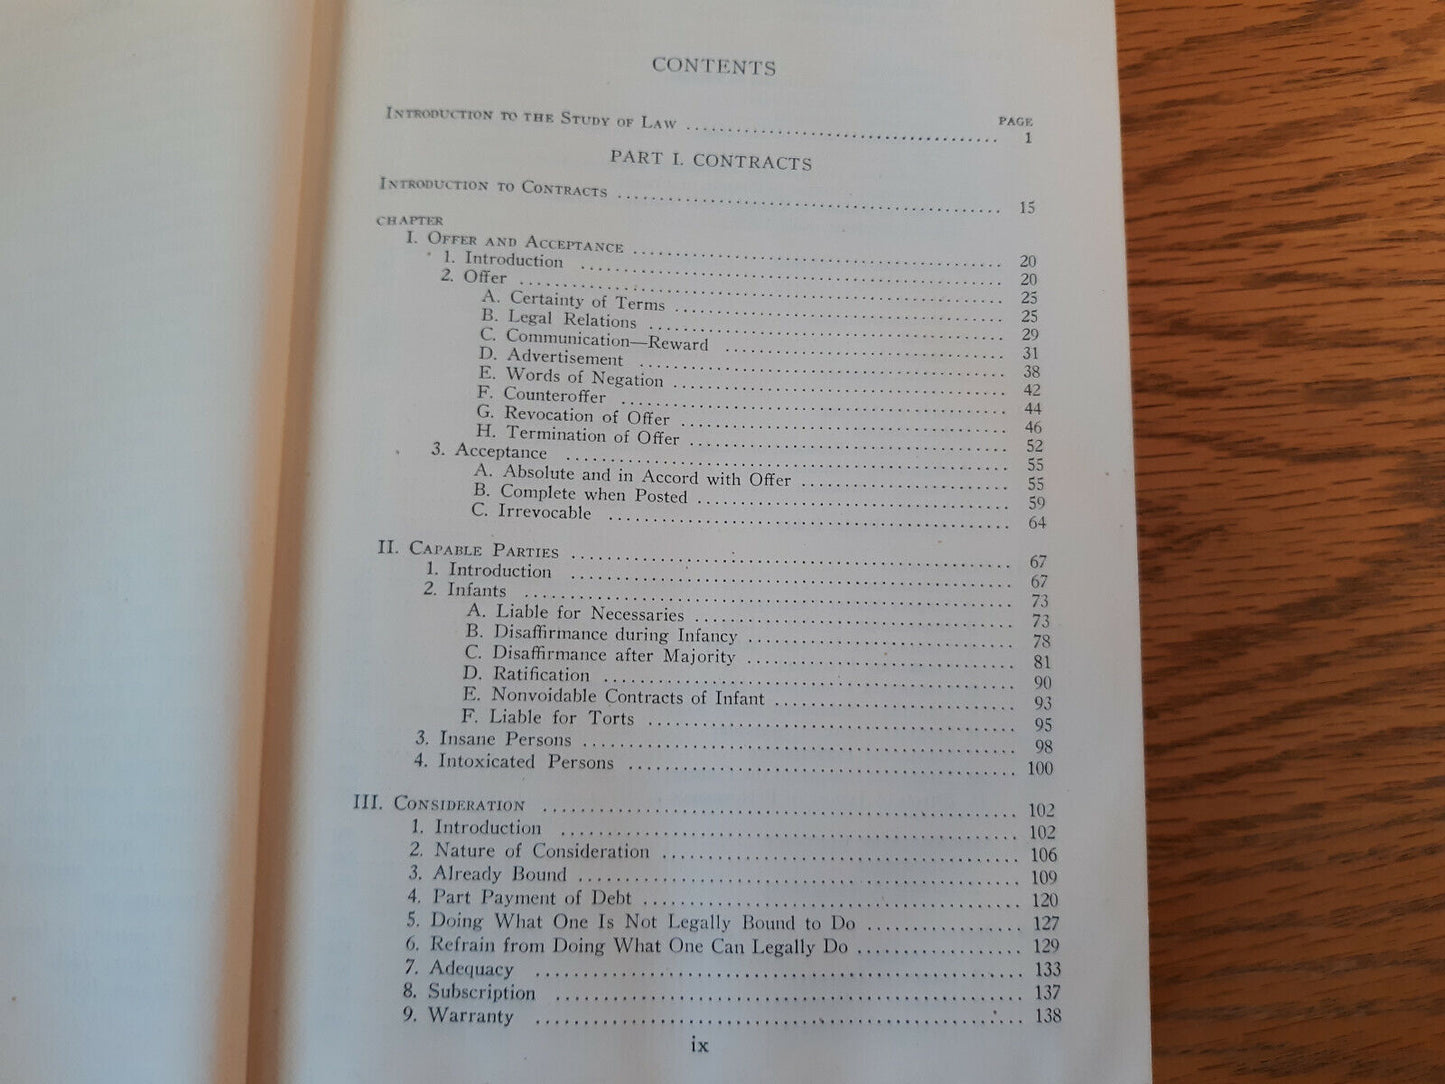 CONTENTS
PAGE
INTRODUCTION TO THE STUDY OF LAW ........ 1
PART I. CONTRACTS
INTRODUCTION TO CONTRACTS ........ 15
CHAPTER
I. OFFER AND ACCEPTANCE ........ 20
1. Introduction ........ 20
2. Offer ........ 25
A. Certainty of Terms ........ 25
B. Legal Relations ........ 29
C. Communication—Reward ........ 31
D. Advertisement ........ 38
E. Words of Negation ........ 42
F. Counteroffer ........ 44
G. Revocation of Offer ........ 46
H. Termination of Offer ........ 52
3. Acceptance ........ 55
A. Absolute and in Accord with Offer ........ 55
B. Complete when Posted ........ 59
C. Irrevocable ........ 64
II. CAPABLE PARTIES ........ 67
1. Introduction ........ 67
2. Infants ........ 73
A. Liable for Necessaries ........ 73
B. Disaffirmance during Infancy ........ 78
C. Disaffirmance after Majority ........ 81
D. Ratification ........ 90
E. Nonvoidable Contracts of Infant ........ 93
F. Liable for Torts ........ 95
3. Insane Persons ........ 98
4. Intoxicated Persons ........ 100
III. CONSIDERATION ........ 102
1. Introduction ........ 102
2. Nature of Consideration ........ 106
3. Already Bound ........ 109
4. Part Payment of Debt ........ 120
5. Doing What One Is Not Legally Bound to Do ........ 127
6. Refrain from Doing What One Can Legally Do ........ 129
7. Adequacy ........ 133
8. Subscription ........ 137
9. Warranty ........ 138
ix